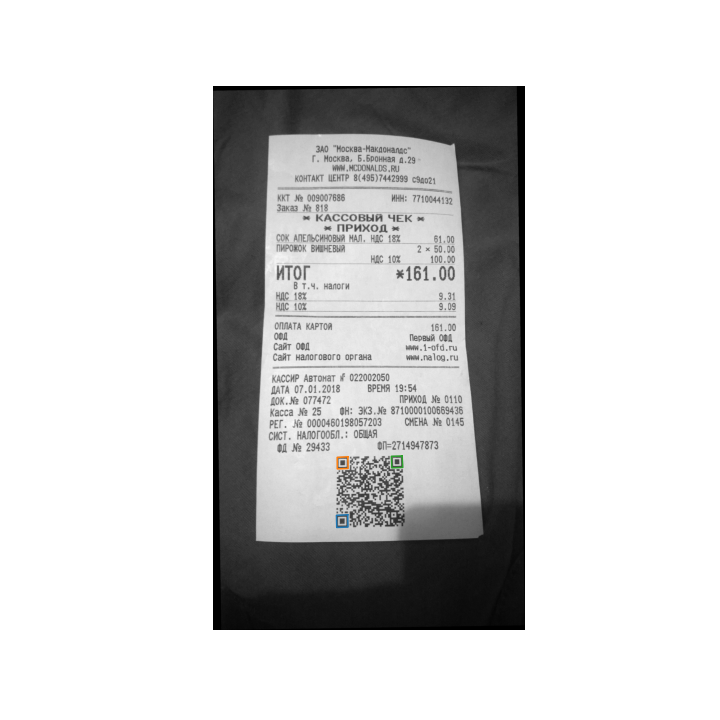 ЗАО "Москва-Макдоналдс"
Г. Москва, Б.Бронная д.29
WWW.MCDONALDS.RU
КОНТАКТ ЦЕНТР 8(495)7442999 с9до21
ККТ № 009007686 ИНН: 7710044132
Заказ № 818
* КАССОВЫЙ ЧЕК *
* ПРИХОД *
СОК АПЕЛЬСИНОВЫЙ МАЛ. НДС 18% 61.00
ПИРОЖОК ВИШНЕВЫЙ 2 × 50.00
НДС 10% 100.00
ИТОГ *161.00
В т.ч. налоги
НДС 18% 9.31
НДС 10% 9.09
ОПЛАТА КАРТОЙ 161.00
ОФД Первый ОФД
Сайт ОФД www.1-ofd.ru
Сайт налогового органа www.nalog.ru
КАССИР Автомат № 022002050
ДАТА 07.01.2018 ВРЕМЯ 19:54
ДОК.№ 077472 ПРИХОД № 0110
Касса № 25 ФН: ЭКЗ.№ 8710000100669436
РЕГ. № 0000460198057203 СМЕНА № 0145
СИСТ. НАЛОГООБЛ.: ОБЩАЯ
ФД № 29433 ФП=2714947873